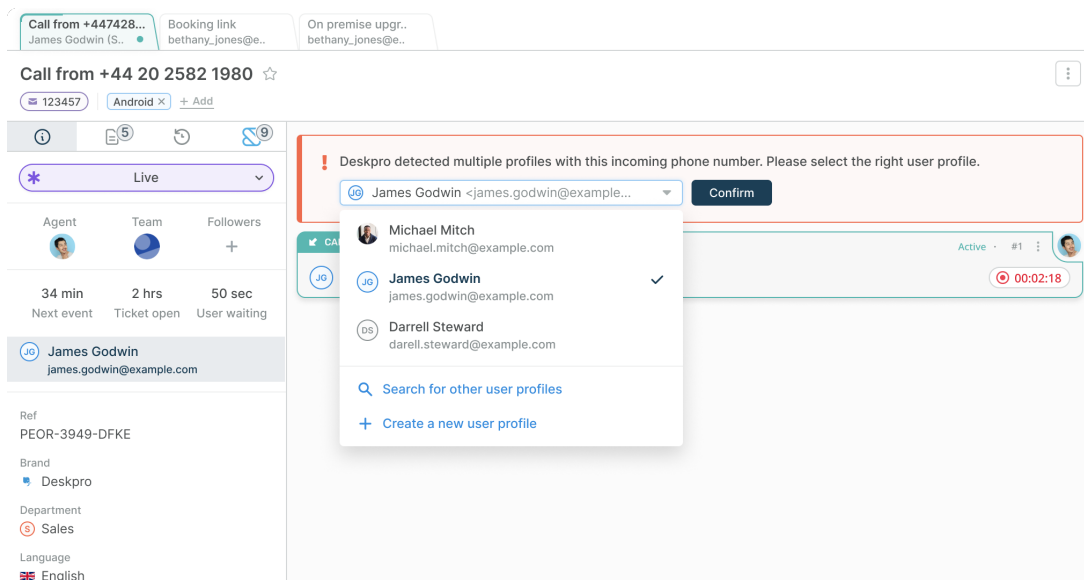 Call from +447428...
James Godwin (S..
Booking link
bethany_jones@e..
On premise upgr..
bethany_jones@e..
Call from +44 20 2582 1980
123457
Android
+ Add
5
9
Live
Agent
Team
Followers
34 min
2 hrs
50 sec
Next event
Ticket open
User waiting
JG
James Godwin
james.godwin@example.com
Ref
PEOR-3949-DFKE
Brand
Deskpro
Department
S
Sales
Language
English
Deskpro detected multiple profiles with this incoming phone number. Please select the right user profile.
JG
James Godwin <james.godwin@example...
Confirm
Michael Mitch
michael.mitch@example.com
JG
James Godwin
james.godwin@example.com
DS
Darrell Steward
darell.steward@example.com
Search for other user profiles
Create a new user profile
Active
#1
JG
00:02:18